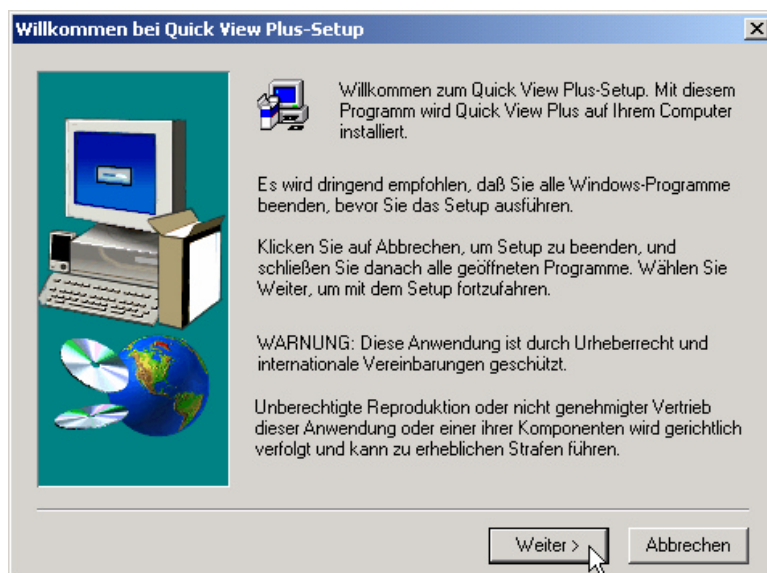 Willkommen bei Quick View Plus-Setup
Willkommen zum Quick View Plus-Setup. Mit diesem
Programm wird Quick View Plus auf Ihrem Computer
installiert.
Es wird dringend empfohlen, daß Sie alle Windows-Programme
beenden, bevor Sie das Setup ausführen.
Klicken Sie auf Abbrechen, um Setup zu beenden, und
schließen Sie danach alle geöffneten Programme. Wählen Sie
Weiter, um mit dem Setup fortzufahren.
WARNUNG: Diese Anwendung ist durch Urheberrecht und
internationale Vereinbarungen geschützt.
Unberechtigte Reproduktion oder nicht genehmigter Vertrieb
dieser Anwendung oder einer ihrer Komponenten wird gerichtlich
verfolgt und kann zu erheblichen Strafen führen.
Weiter >
Abbrechen